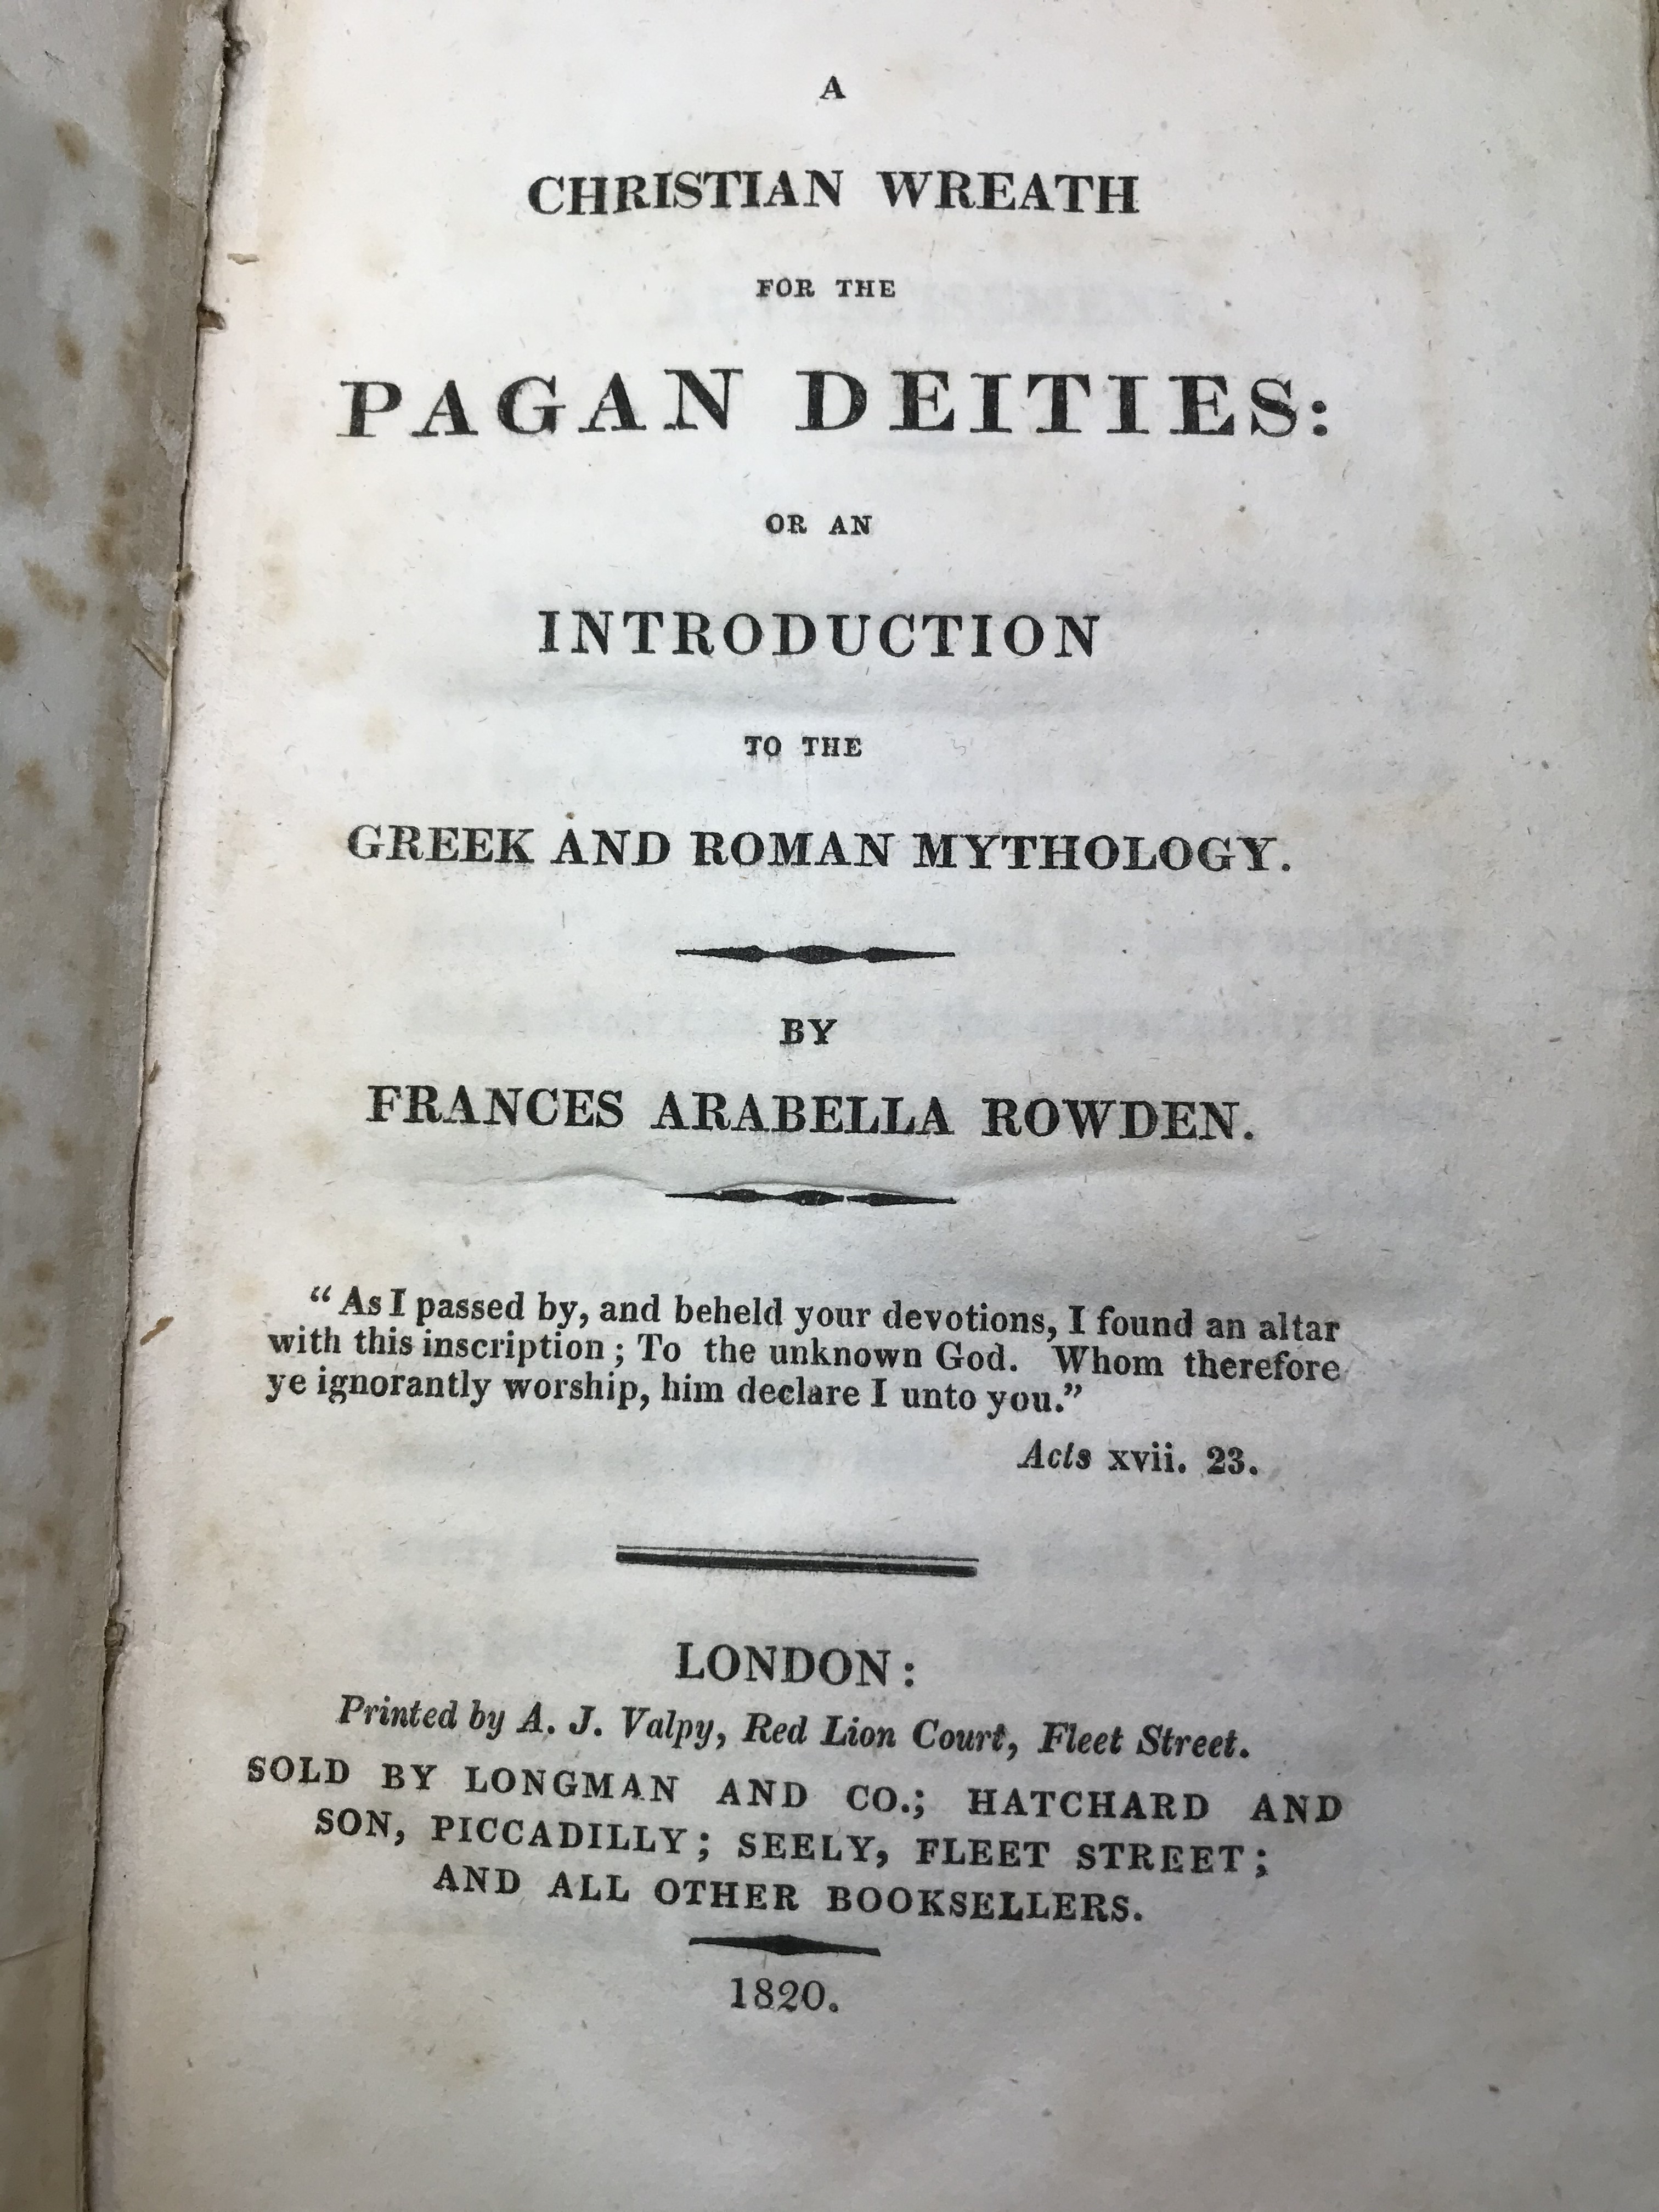 A
CHRISTIAN WREATH
FOR THE
PAGAN DEITIES:
OR AN
INTRODUCTION
TO THE
GREEK AND ROMAN MYTHOLOGY.
BY
FRANCES ARABELLA ROWDEN.
“As I passed by, and beheld your devotions, I found an altar
with this inscription; To the unknown God. Whom therefore
ye ignorantly worship, him declare I unto you.”
Acts xvii. 23.
LONDON:
Printed by A. J. Valpy, Red Lion Court, Fleet Street.
SOLD BY LONGMAN AND CO.; HATCHARD AND
SON, PICCADILLY; SEELY, FLEET STREET;
AND ALL OTHER BOOKSELLERS.
1820.